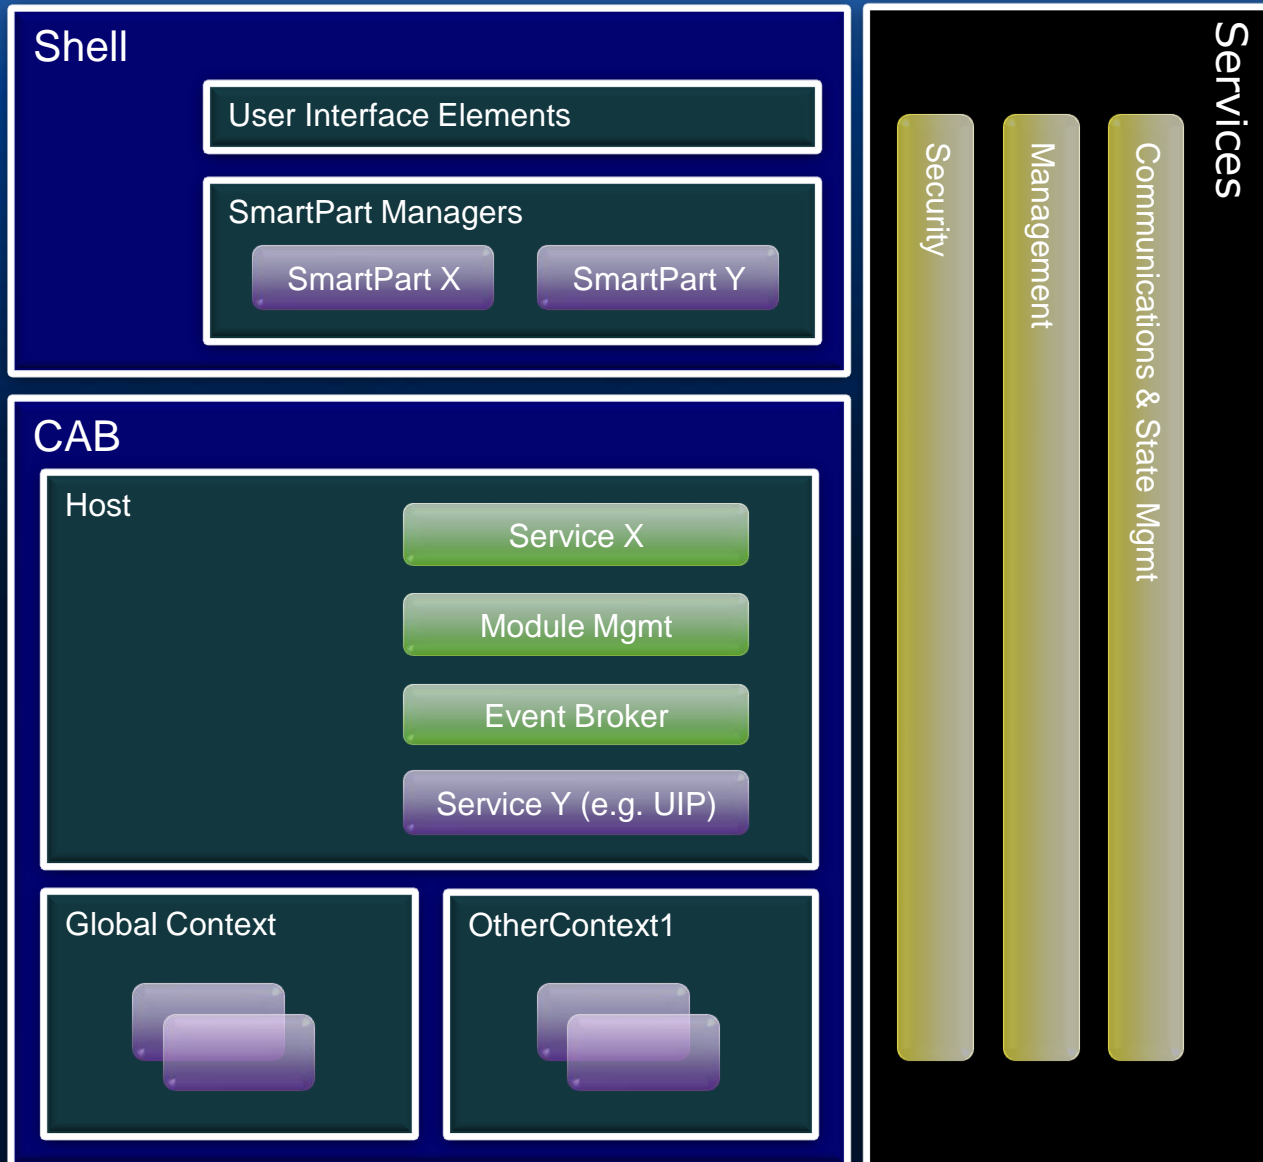 Shell
User Interface Elements
SmartPart Managers
SmartPart X
SmartPart Y
CAB
Host
Service X
Module Mgmt
Event Broker
Service Y (e.g. UIP)
Global Context
OtherContext1
Services
Security
Management
Communications & State Mgmt